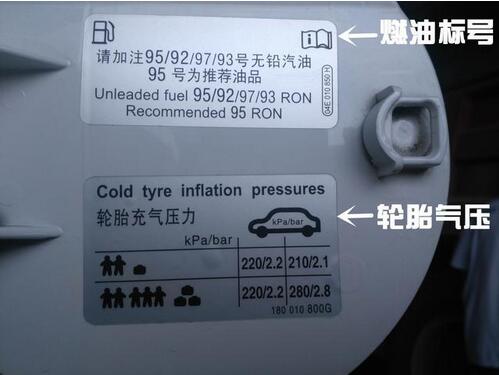 燃油标号
请加注95/92/97/93号无铅汽油
95 号为推荐油品
Unleaded fuel 95/92/97/93 RON
Recommended 95 RON
04E 010 850 H
Cold tyre inflation pressures
轮胎充气压力
kPa/bar
kPa/bar
轮胎气压
220/2.2 210/2.1
220/2.2 280/2.8
180 010 800G